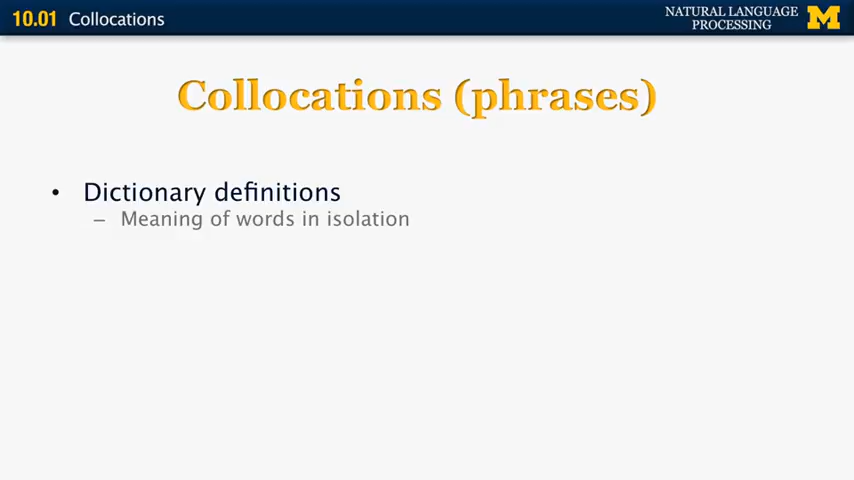 10.01 Collocations
NATURAL LANGUAGE
PROCESSING
M
Collocations (phrases)
• Dictionary definitions
– Meaning of words in isolation